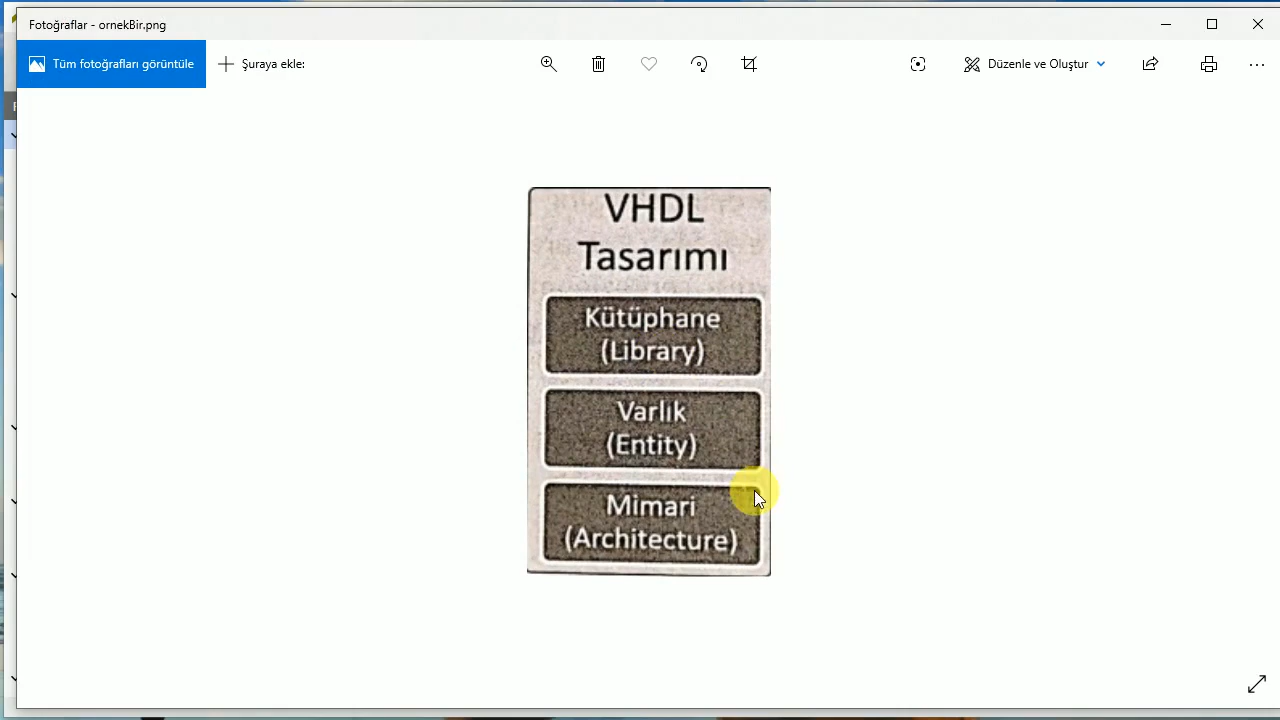 Fotoğraflar - ornekBir.png
Tüm fotoğrafları görüntüle
Şuraya ekle:
Düzenle ve Oluştur
VHDL
Tasarımı
Kütüphane
(Library)
Varlık
(Entity)
Mimari
(Architecture)